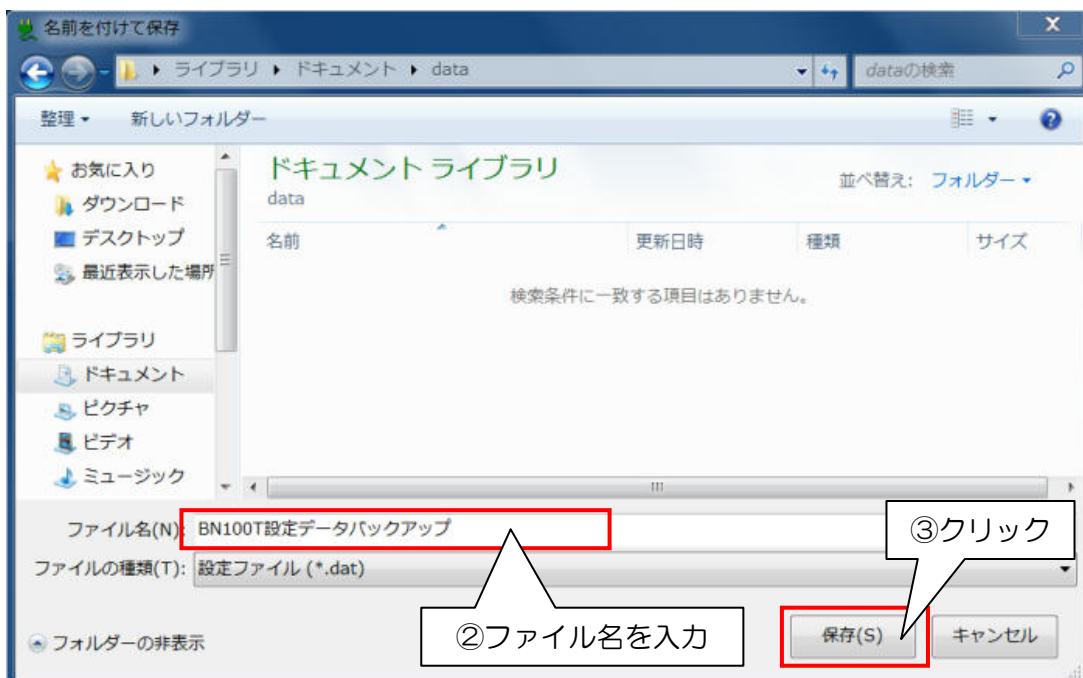 名前を付けて保存
ライブラリ ドキュメント data
dataの検索
整理 新しいフォルダー
お気に入り
ダウンロード
デスクトップ
最近表示した場所
ライブラリ
ドキュメント
ピクチャ
ビデオ
ミュージック
ドキュメント ライブラリ
data
並べ替え: フォルダー
名前 更新日時 種類 サイズ
検索条件に一致する項目はありません。
ファイル名(N): BN100T設定データバックアップ
③クリック
ファイルの種類(T): 設定ファイル (*.dat)
②ファイル名を入力
フォルダーの非表示
保存(S) キャンセル